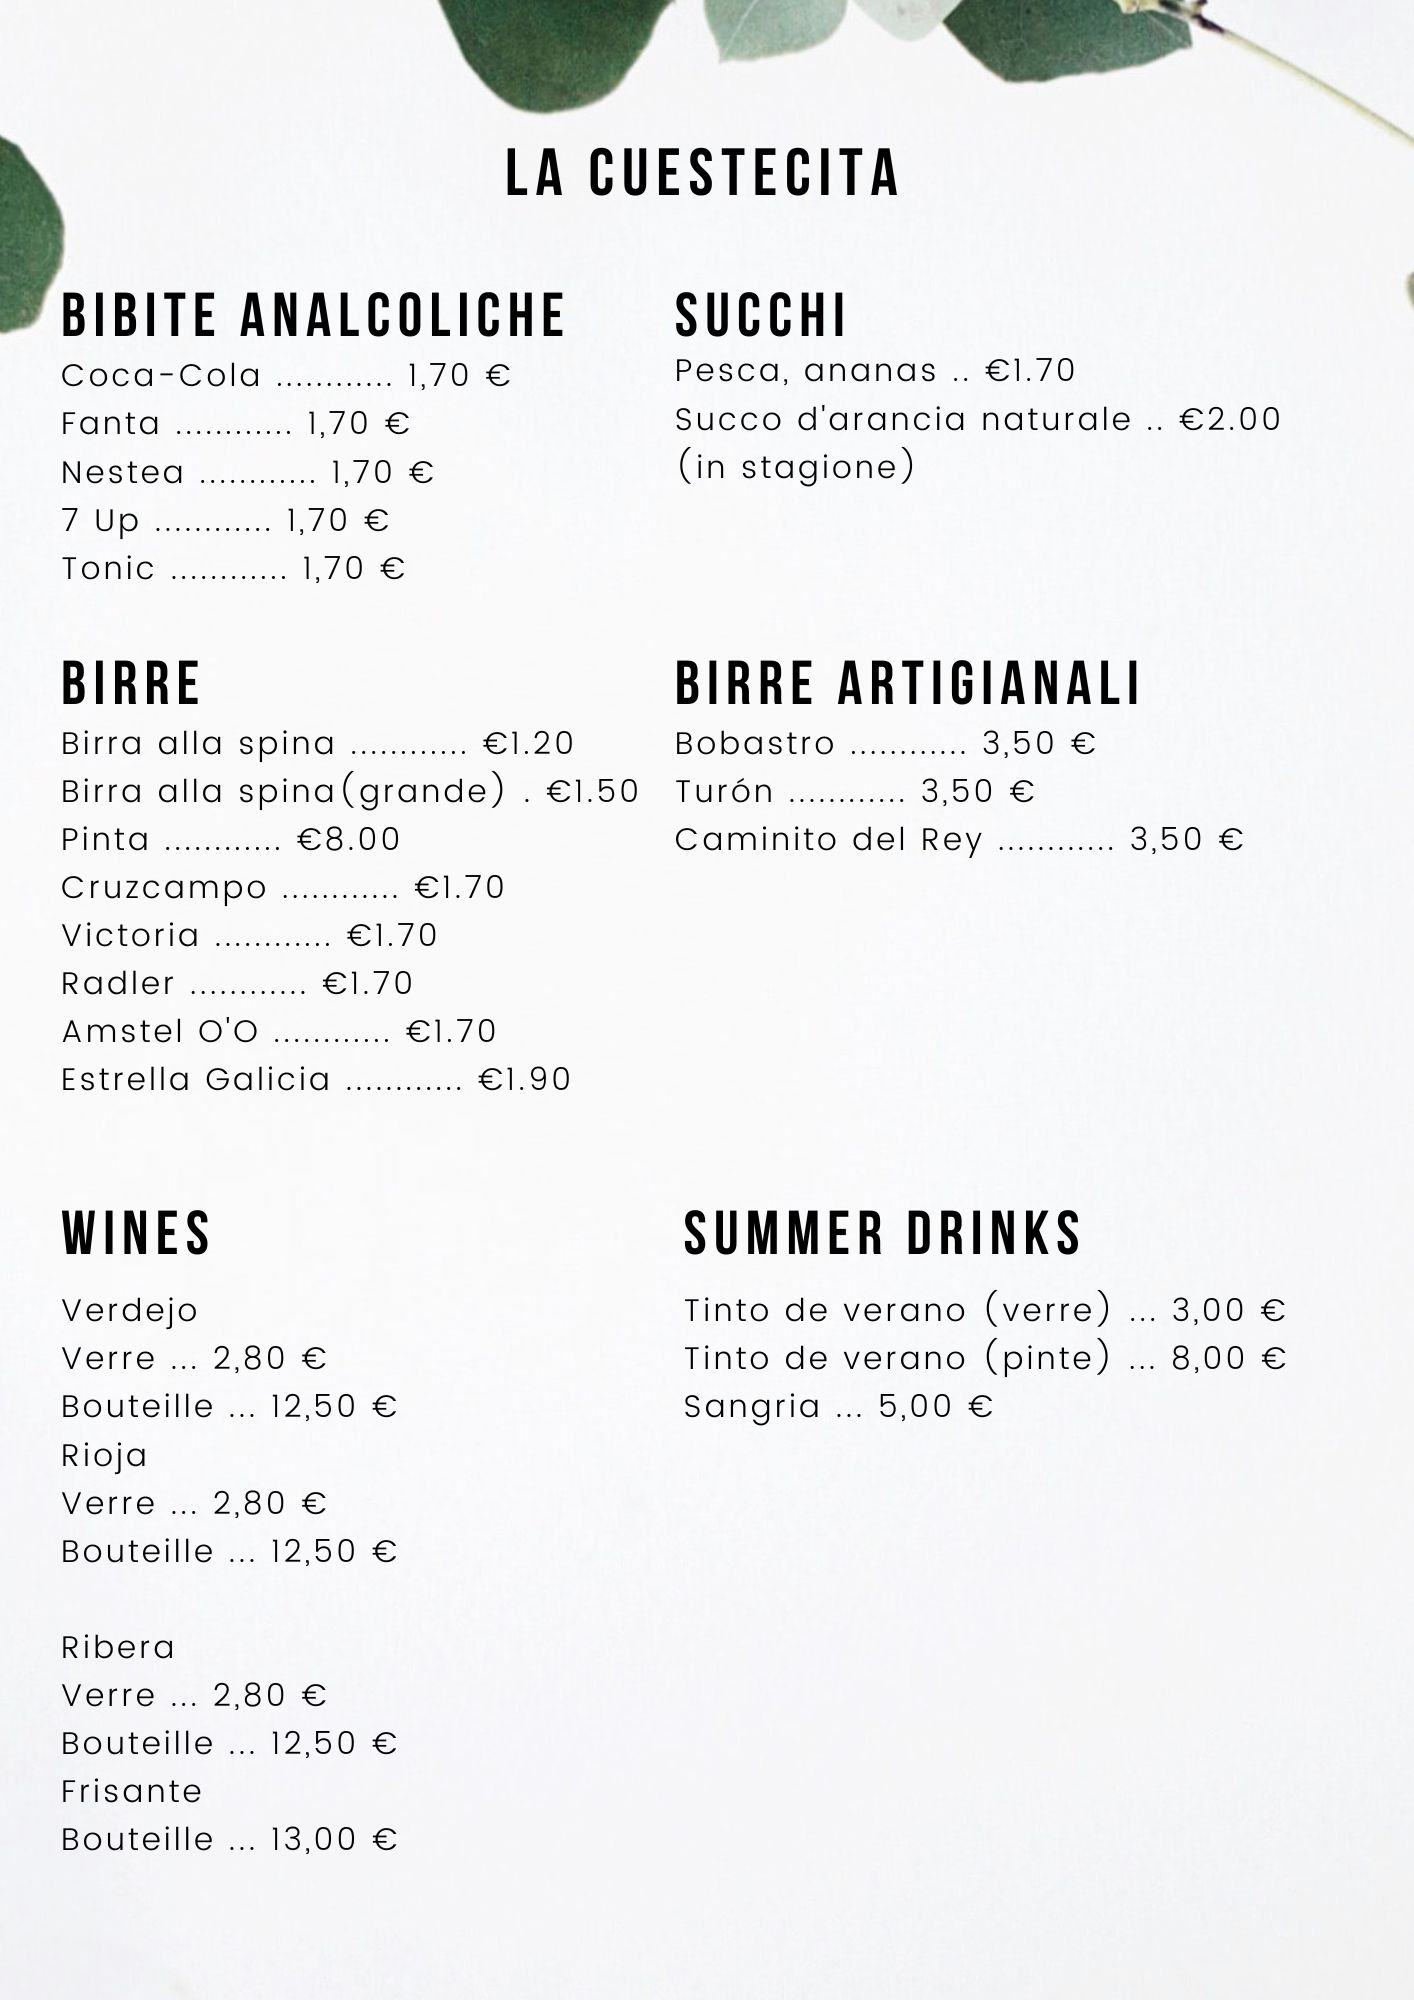 LA CUESTECITA
BIBITE ANALCOLICHE
Coca-Cola ............ 1,70 €
Fanta ............ 1,70 €
Nestea ............ 1,70 €
7 Up ............ 1,70 €
Tonic ............ 1,70 €
SUCCHI
Pesca, ananas .. €1.70
Succo d'arancia naturale .. €2.00
(in stagione)
BIRRE
Birra alla spina ............ €1.20
Birra alla spina(grande) . €1.50
Pinta ............ €8.00
Cruzcampo ............ €1.70
Victoria ............ €1.70
Radler ............ €1.70
Amstel O'O ............ €1.70
Estrella Galicia ............ €1.90
BIRRE ARTIGIANALI
Bobastro ............ 3,50 €
Turón ............ 3,50 €
Caminito del Rey ............ 3,50 €
WINES
Verdejo
Verre ... 2,80 €
Bouteille ... 12,50 €
Rioja
Verre ... 2,80 €
Bouteille ... 12,50 €
Ribera
Verre ... 2,80 €
Bouteille ... 12,50 €
Frisante
Bouteille ... 13,00 €
SUMMER DRINKS
Tinto de verano (verre) ... 3,00 €
Tinto de verano (pinte) ... 8,00 €
Sangria ... 5,00 €